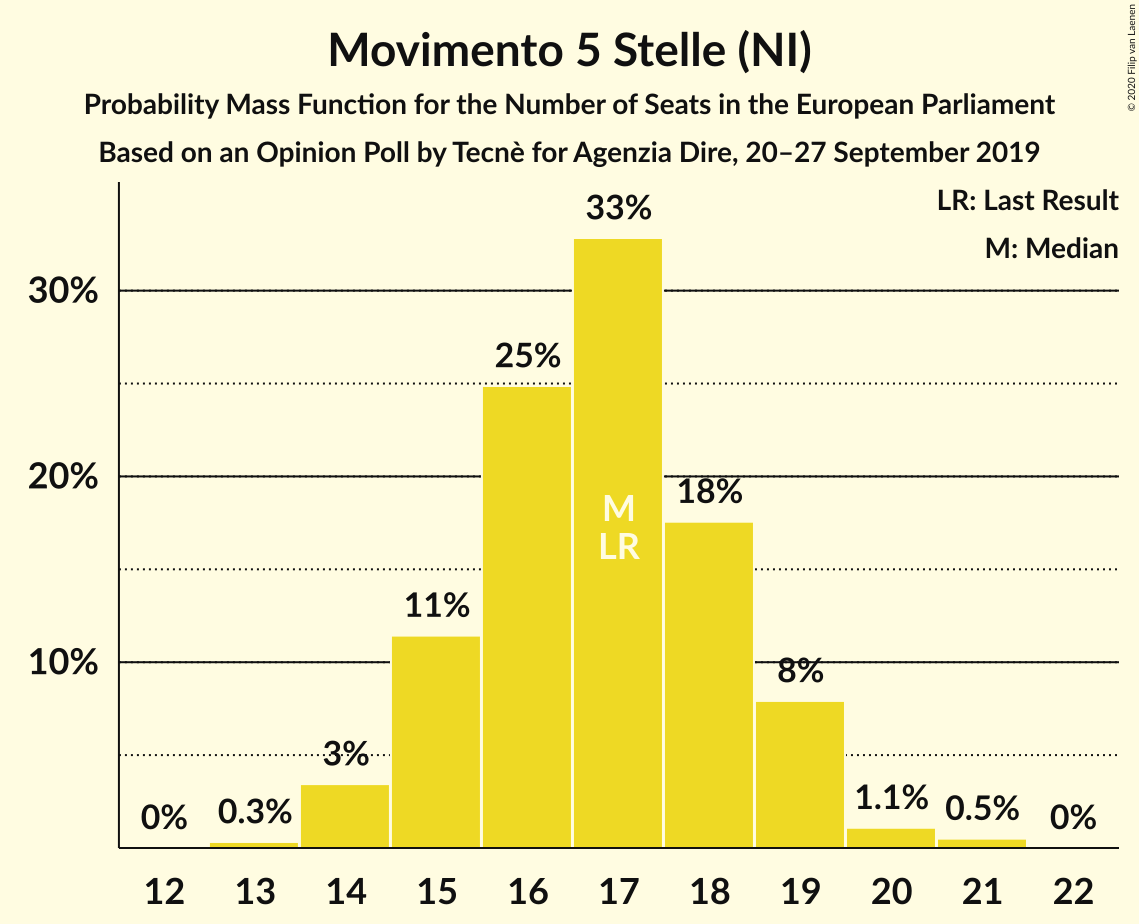 Movimento 5 Stelle (NI)
Probability Mass Function for the Number of Seats in the European Parliament
Based on an Opinion Poll by Tecnè for Agenzia Dire, 20–27 September 2019
© 2020 Filip van Laenen
LR: Last Result
M: Median
30%
20%
10%
0%
0.3%
3%
11%
25%
33%
18%
8%
1.1%
0.5%
0%
M
LR
12 13 14 15 16 17 18 19 20 21 22